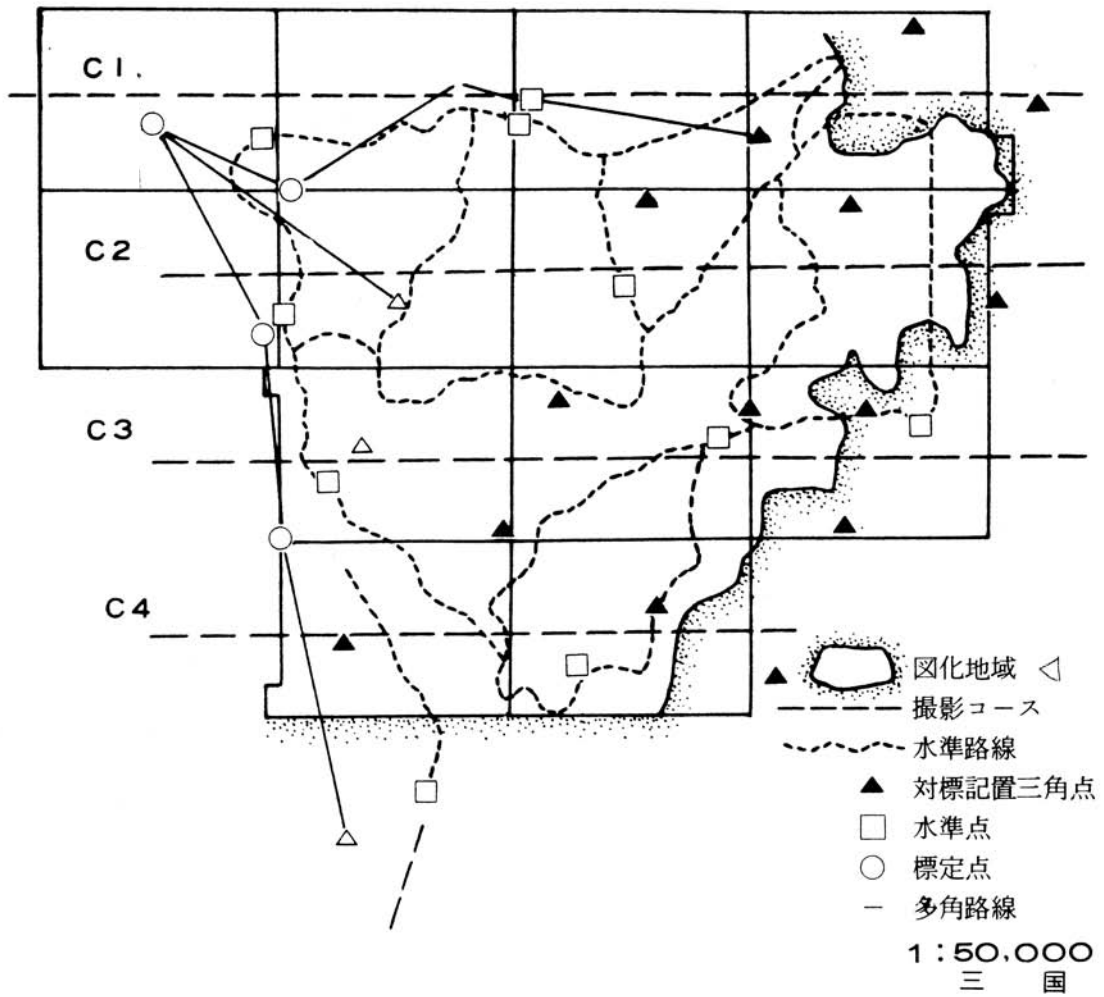 C1.
C2
C3
C4
図化地域
撮影コース
水準路線
対標記置三角点
水準点
標定点
多角路線
1:50,000
三 国